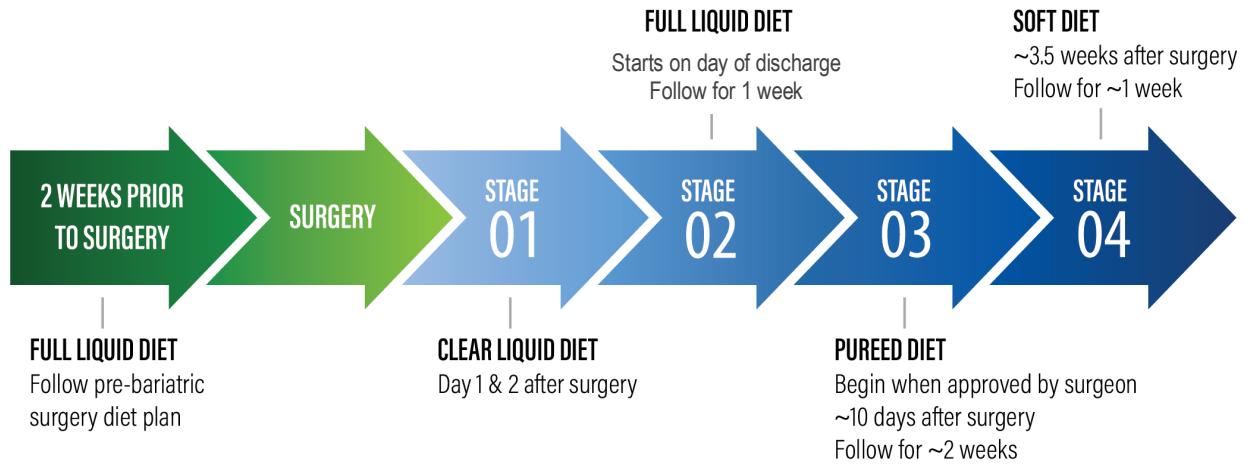 2 WEEKS PRIOR
TO SURGERY
FULL LIQUID DIET
Follow pre-bariatric
surgery diet plan
SURGERY
STAGE
01
CLEAR LIQUID DIET
Day 1 & 2 after surgery
FULL LIQUID DIET
Starts on day of discharge
Follow for 1 week
STAGE
02
STAGE
03
PUREED DIET
Begin when approved by surgeon
~10 days after surgery
Follow for ~2 weeks
SOFT DIET
~3.5 weeks after surgery
Follow for ~1 week
STAGE
04